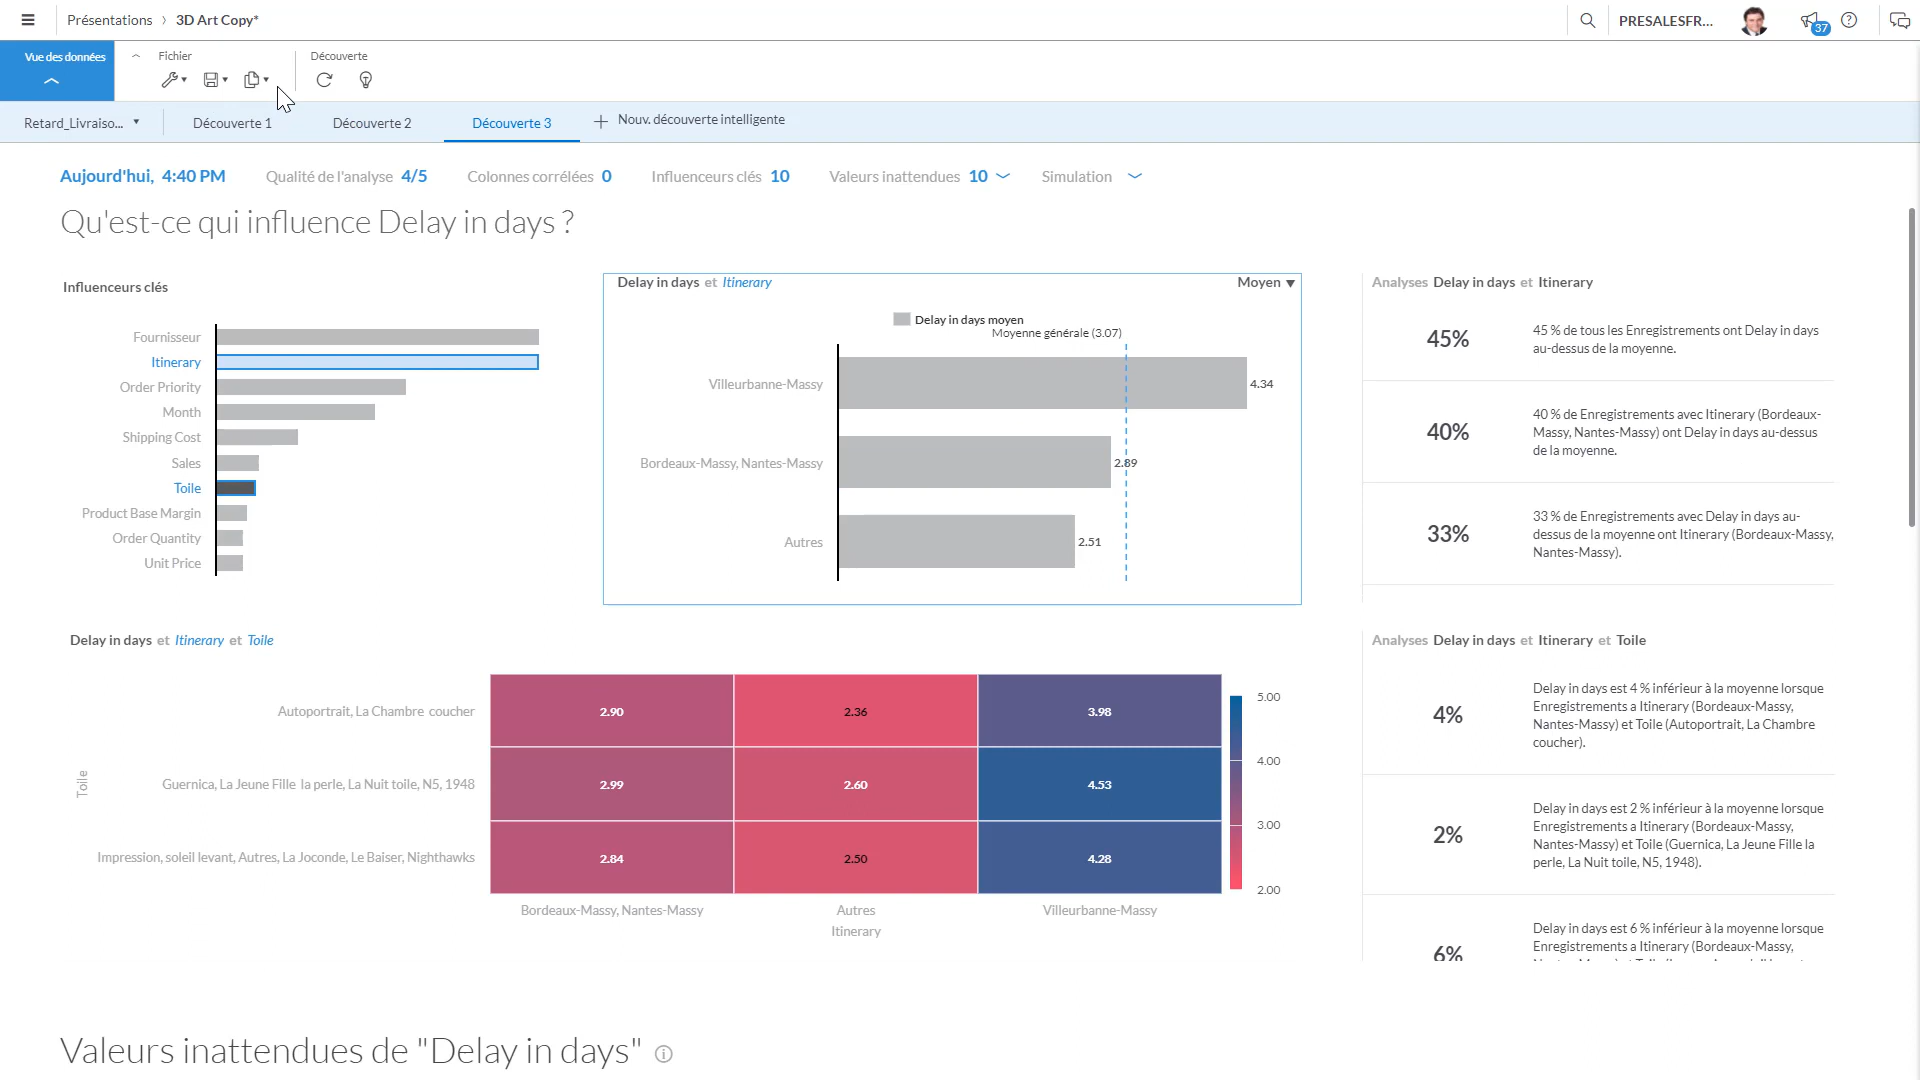 Présentations › 3D Art Copy*
PRESALESFR...
37
Vue des données
Fichier
Découverte
Retard_Livraiso...
Découverte 1
Découverte 2
Découverte 3
Nouv. découverte intelligente
Aujourd'hui, 4:40 PM
Qualité de l'analyse 4/5
Colonnes corrélées 0
Influenceurs clés 10
Valeurs inattendues 10
Simulation
Qu'est-ce qui influence Delay in days ?
Influenceurs clés
Fournisseur
Itinerary
Order Priority
Month
Shipping Cost
Sales
Toile
Product Base Margin
Order Quantity
Unit Price
Delay in days et Itinerary
Moyen
Delay in days moyen
Moyenne générale (3.07)
Villeurbanne-Massy
4.34
Bordeaux-Massy, Nantes-Massy
2.89
Autres
2.51
Analyses Delay in days et Itinerary
45%
45 % de tous les Enregistrements ont Delay in days
au-dessus de la moyenne.
40%
40 % de Enregistrements avec Itinerary (Bordeaux-
Massy, Nantes-Massy) ont Delay in days au-dessus
de la moyenne.
33%
33 % de Enregistrements avec Delay in days au-
dessus de la moyenne ont Itinerary (Bordeaux-Massy,
Nantes-Massy).
Delay in days et Itinerary et Toile
Toile
Autoportrait, La Chambre coucher
2.90
2.36
3.98
Guernica, La Jeune Fille la perle, La Nuit toile, N5, 1948
2.99
2.60
4.53
Impression, soleil levant, Autres, La Joconde, Le Baiser, Nighthawks
2.84
2.50
4.28
Bordeaux-Massy, Nantes-Massy
Autres
Villeurbanne-Massy
Itinerary
5.00
4.00
3.00
2.00
Analyses Delay in days et Itinerary et Toile
4%
Delay in days est 4 % inférieur à la moyenne lorsque
Enregistrements a Itinerary (Bordeaux-Massy,
Nantes-Massy) et Toile (Autoportrait, La Chambre
coucher).
2%
Delay in days est 2 % inférieur à la moyenne lorsque
Enregistrements a Itinerary (Bordeaux-Massy,
Nantes-Massy) et Toile (Guernica, La Jeune Fille la
perle, La Nuit toile, N5, 1948).
6%
Delay in days est 6 % inférieur à la moyenne lorsque
Enregistrements a Itinerary (Bordeaux-Massy,
Valeurs inattendues de "Delay in days"